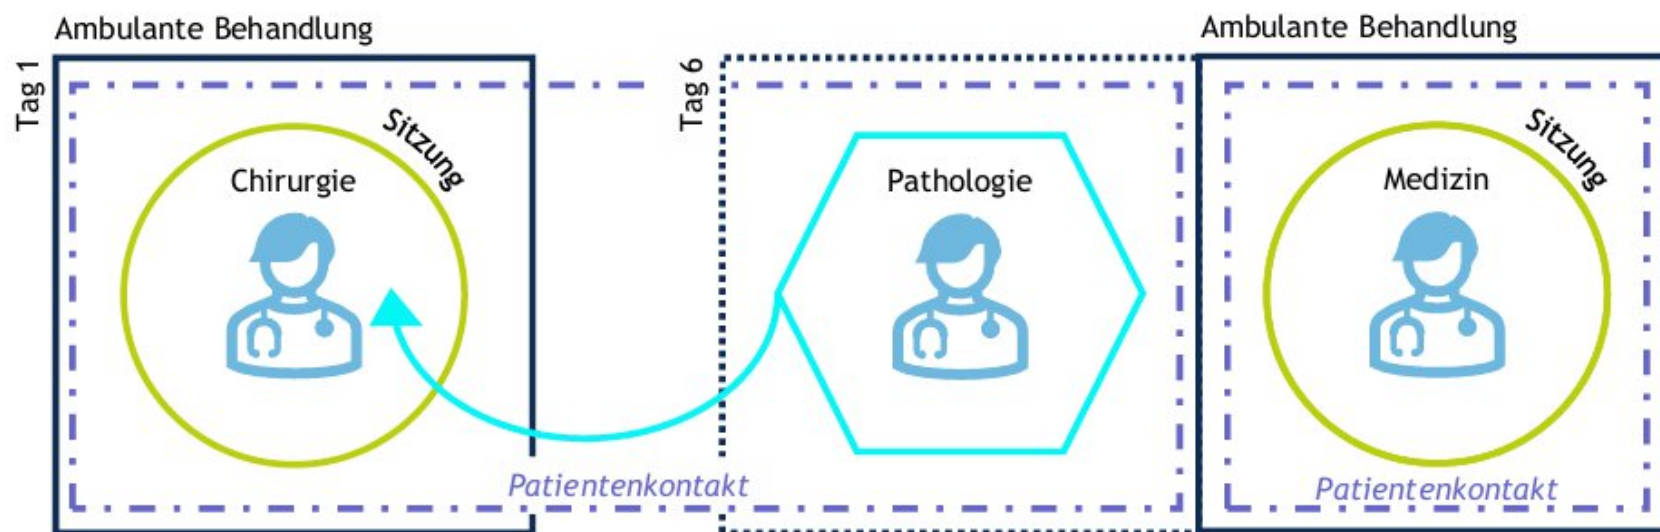 Ambulante Behandlung
Tag 1
Sitzung
Chirurgie
Patientenkontakt
Tag 6
Pathologie
Ambulante Behandlung
Sitzung
Medizin
Patientenkontakt